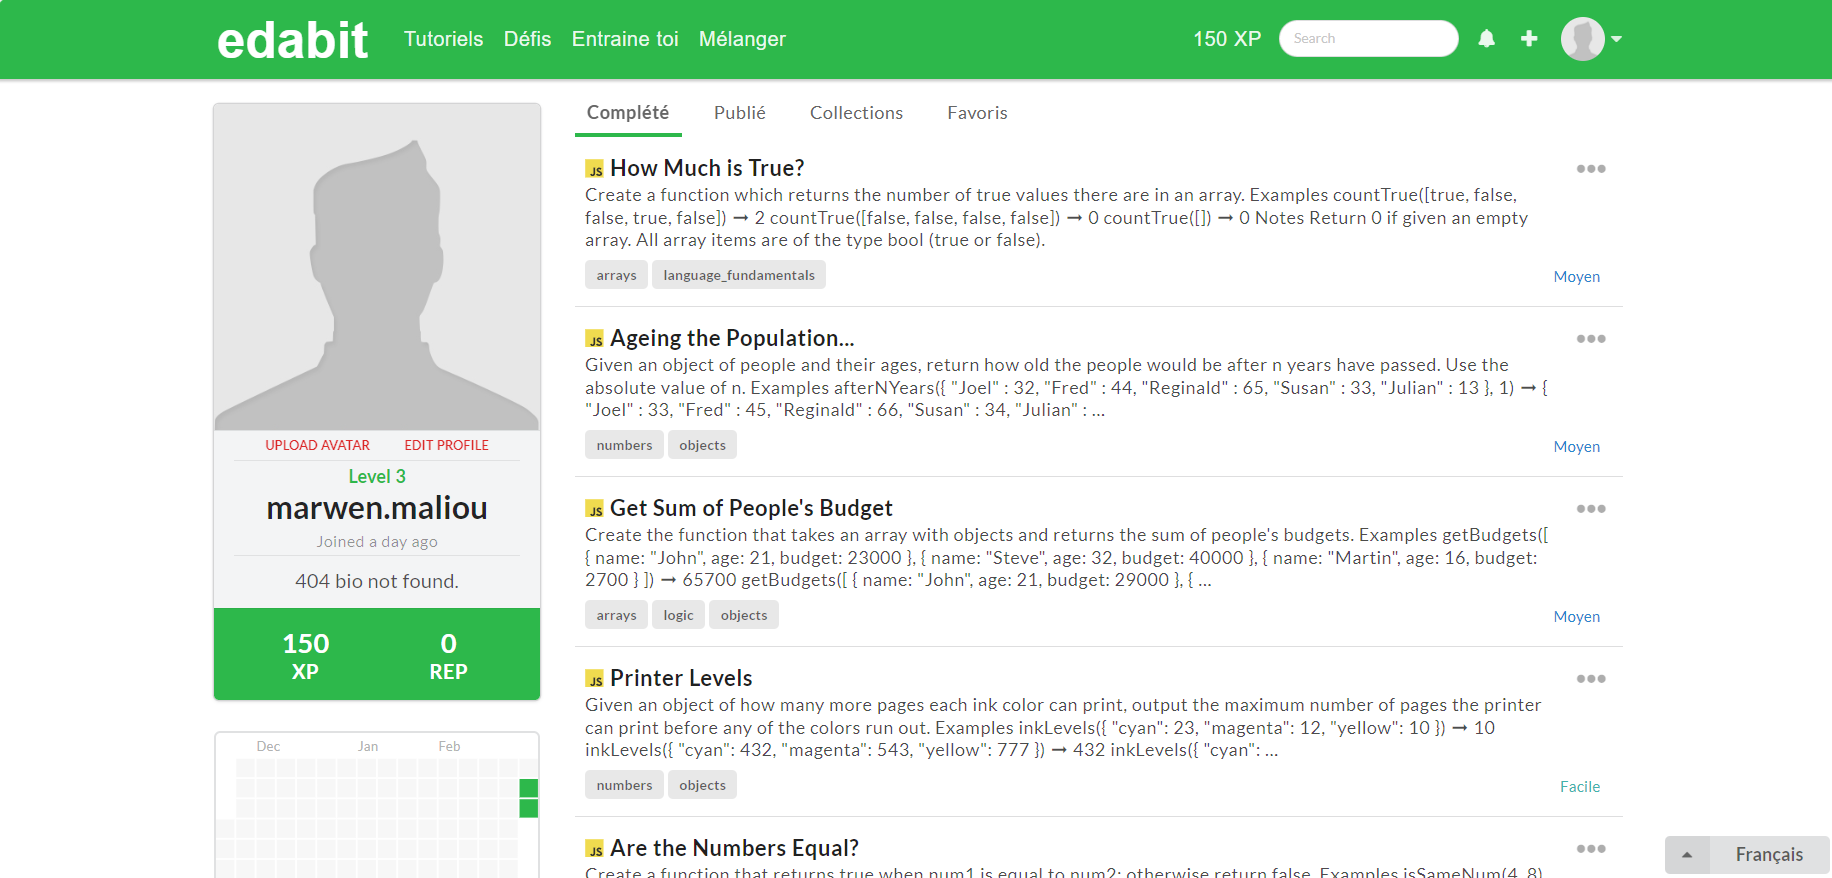 edabit Tutoriels Défis Entraine toi Mélanger 150 XP Search
UPLOAD AVATAR EDIT PROFILE
Level 3
marwen.maliou
Joined a day ago
404 bio not found.
150 0
XP REP
Dec Jan Feb
Complété Publié Collections Favoris
JS How Much is True?
Create a function which returns the number of true values there are in an array. Examples countTrue([true, false,
false, true, false]) ➞ 2 countTrue([false, false, false, false]) ➞ 0 countTrue([]) ➞ 0 Notes Return 0 if given an empty
array. All array items are of the type bool (true or false).
arrays language_fundamentals
Moyen
JS Ageing the Population...
Given an object of people and their ages, return how old the people would be after n years have passed. Use the
absolute value of n. Examples afterNYears({ "Joel" : 32, "Fred" : 44, "Reginald" : 65, "Susan" : 33, "Julian" : 13 }, 1) ➞ {
"Joel" : 33, "Fred" : 45, "Reginald" : 66, "Susan" : 34, "Julian" : ...
numbers objects
Moyen
JS Get Sum of People's Budget
Create the function that takes an array with objects and returns the sum of people's budgets. Examples getBudgets([
{ name: "John", age: 21, budget: 23000 }, { name: "Steve", age: 32, budget: 40000 }, { name: "Martin", age: 16, budget:
2700 } ]) ➞ 65700 getBudgets([ { name: "John", age: 21, budget: 29000 }, { ...
arrays logic objects
Moyen
JS Printer Levels
Given an object of how many more pages each ink color can print, output the maximum number of pages the printer
can print before any of the colors run out. Examples inkLevels({ "cyan": 23, "magenta": 12, "yellow": 10 }) ➞ 10
inkLevels({ "cyan": 432, "magenta": 543, "yellow": 777 }) ➞ 432 inkLevels({ "cyan": ...
numbers objects
Facile
JS Are the Numbers Equal?
Create a function that returns true when num1 is equal to num2; otherwise return false. Examples isSameNum(4, 8)
Français